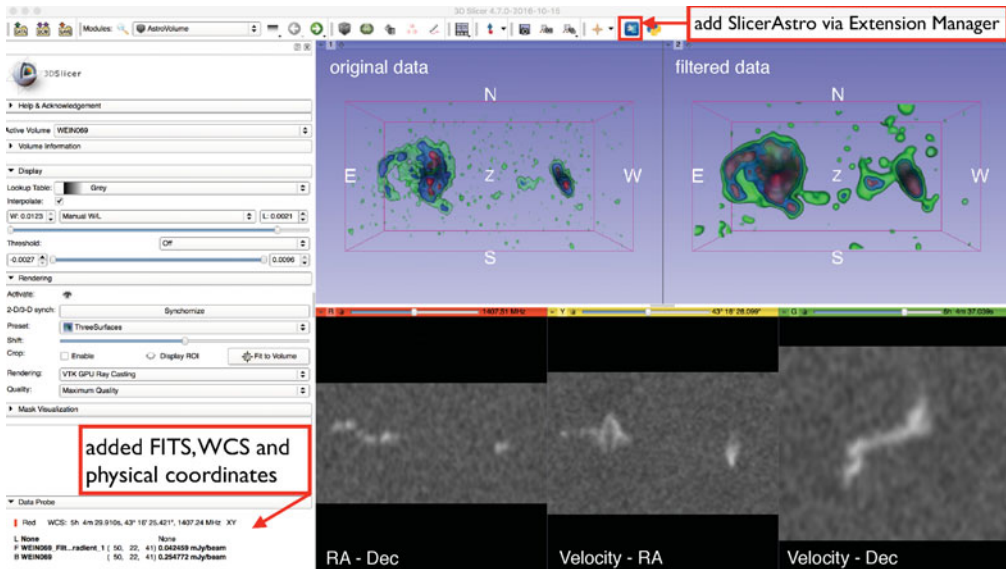 3D Slicer 4.7.0-2016-10-15
Modules: AstroVolume
add SlicerAstro via Extension Manager
3DSlicer
Help & Acknowledgement
Active Volume WEIN069
Volume Information
Display
Lookup Table: Grey
Interpolate:
W: 0.0123 Manual W/L L: 0.0021
Threshold: Off
-0.0027 0.0096
Rendering
Activate:
2-D/3-D synch: Synchronize
Preset: ThreeSurfaces
Shift:
Crop: Enable Display ROI Fit to Volume
Rendering: VTK GPU Ray Casting
Quality: Maximum Quality
Mask Visualization
added FITS, WCS and
physical coordinates
Data Probe
Red WCS: 5h 4m 29.910s, 43° 16' 25.421", 1407.24 MHz XY
L None None
F WEIN069_Filt...radient_1 ( 50, 22, 41) 0.042459 mJy/beam
B WEIN069 ( 50, 22, 41) 0.254772 mJy/beam
1
original data
N
E
Z
W
S
2
filtered data
N
E
Z
W
S
R 1407.51 MHz
Y 43° 16' 28.099"
G 5h 4m 37.039s
RA - Dec
Velocity - RA
Velocity - Dec